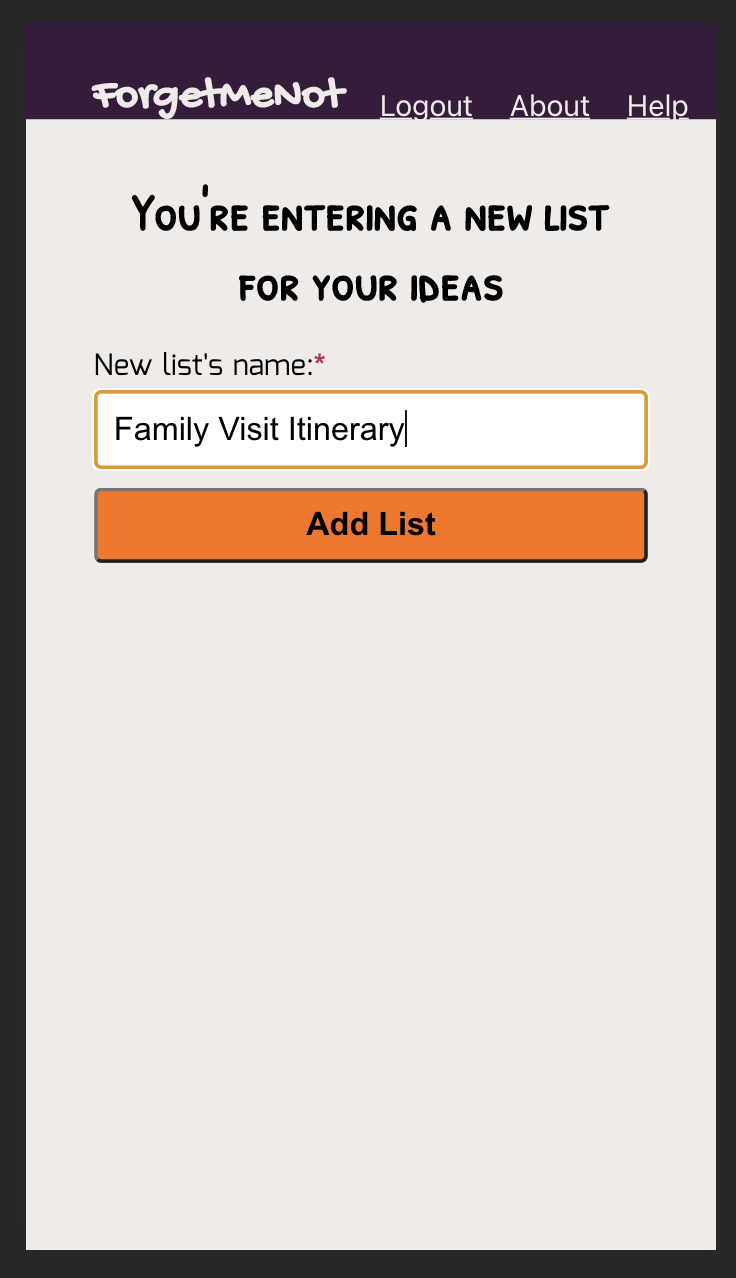 ForgetMeNot Logout About Help
You're entering a new list
for your ideas
New list's name:*
Family Visit Itinerary
Add List